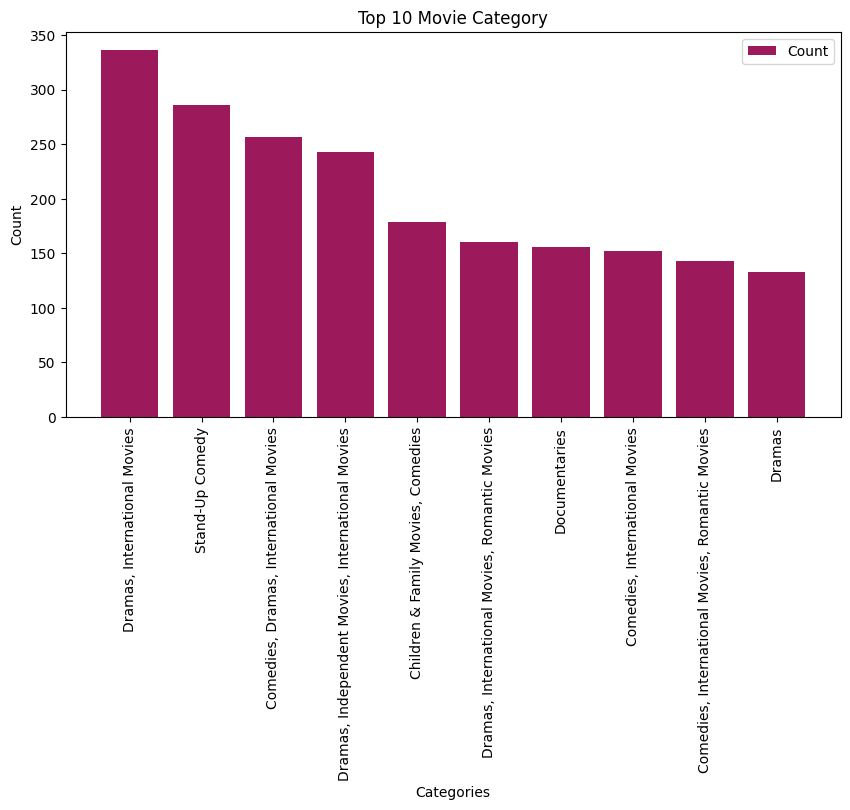 Top 10 Movie Category
Count
350
300
250
200
150
100
50
0
Count
Dramas, International Movies
Stand-Up Comedy
Comedies, Dramas, International Movies
Dramas, Independent Movies, International Movies
Children & Family Movies, Comedies
Dramas, International Movies, Romantic Movies
Documentaries
Comedies, International Movies
Comedies, International Movies, Romantic Movies
Dramas
Categories